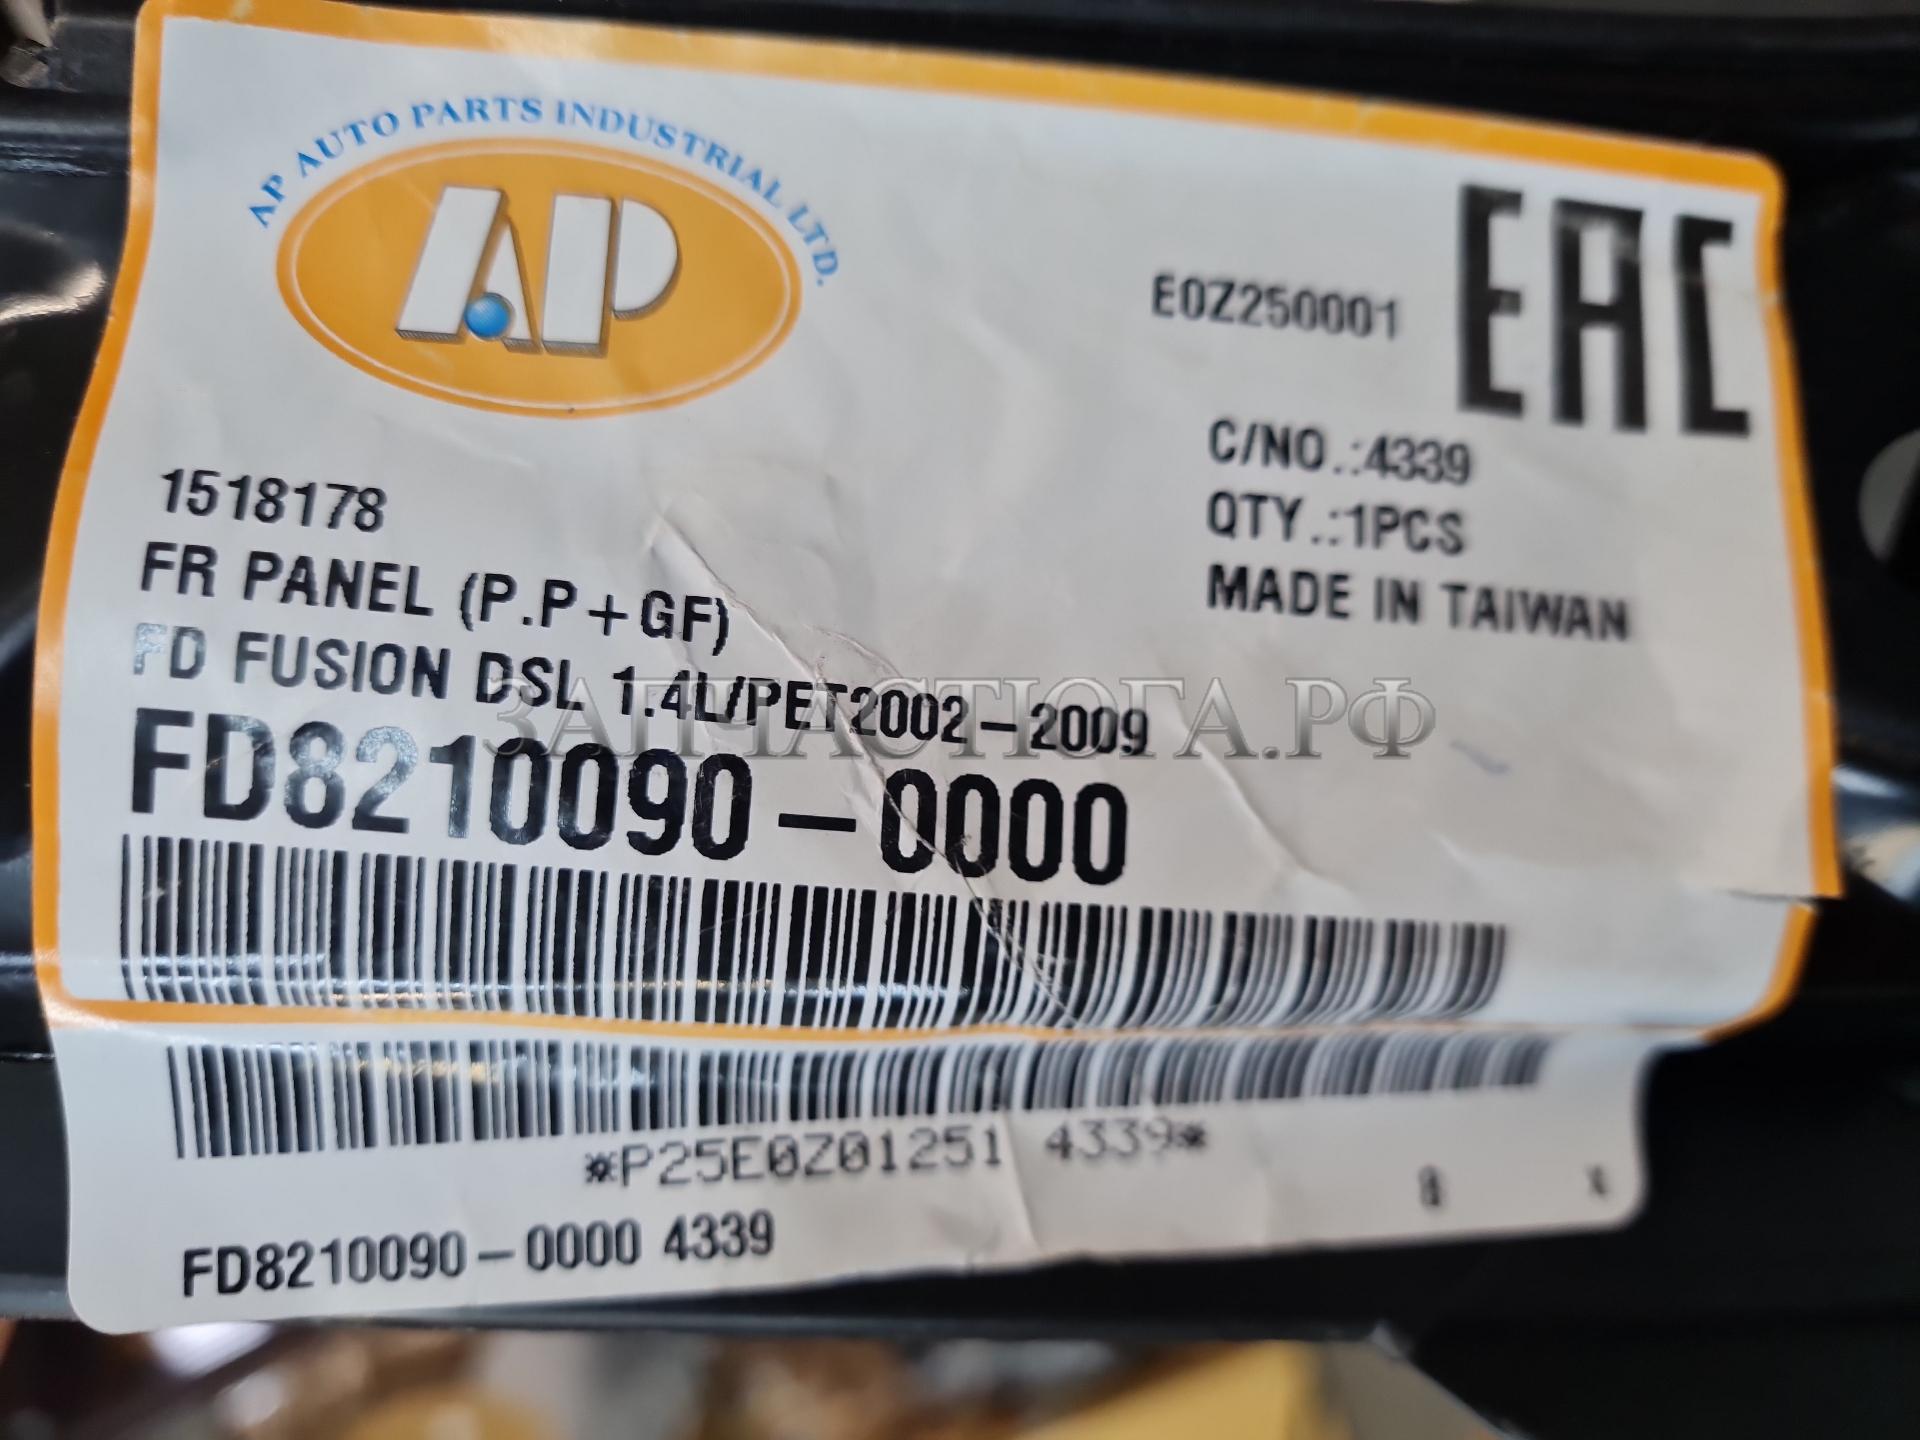 AP AUTO PARTS INDUSTRIAL LTD.
AP
E0Z250001
EAC
C/NO.:4339
QTY.:1PCS
MADE IN TAIWAN
1518178
FR PANEL (P.P+GF)
FD FUSION DSL 1.4L/PET2002-2009
ЗАПЧАСТЮГА.РФ
FD8210090-0000
*P25E0Z01251 4339*
FD8210090-0000 4339